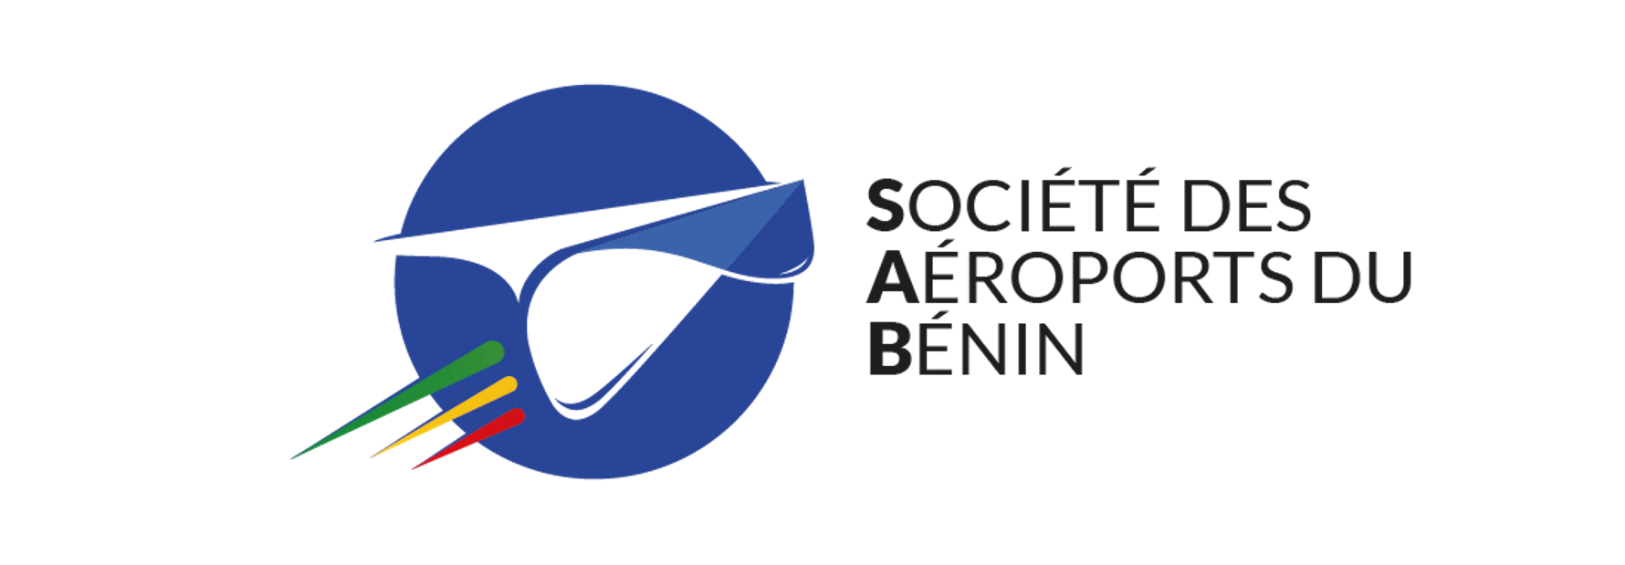 SOCIÉTÉ DES
AÉROPORTS DU
BÉNIN